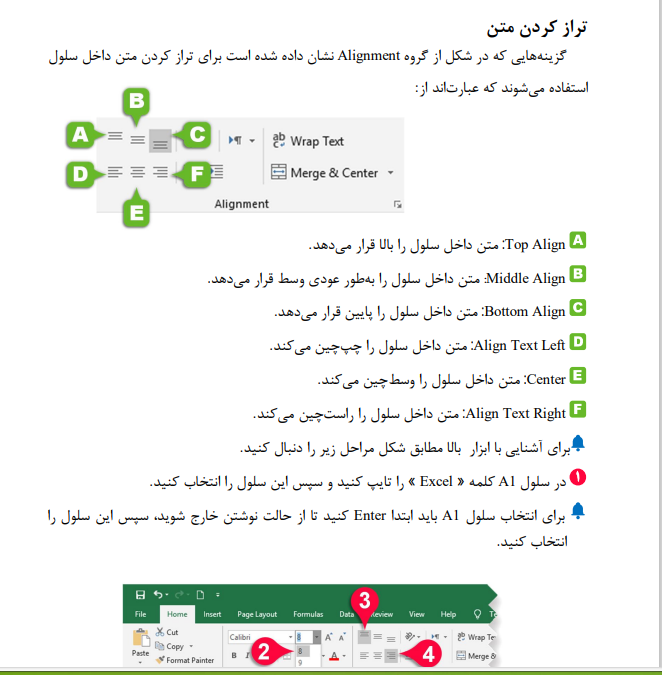 تراز کردن متن
گزینه‌هایی که در شکل از گروه Alignment نشان داده شده است برای تراز کردن متن داخل سلول
استفاده می‌شوند که عبارت‌اند از:
B
A
C
Wrap Text
D
F
Merge & Center
E
Alignment
A Top Align: متن داخل سلول را بالا قرار می‌دهد.
B Middle Align: متن داخل سلول را به‌طور عودی وسط قرار می‌دهد.
C Bottom Align: متن داخل سلول را پایین قرار می‌دهد.
D Align Text Left: متن داخل سلول را چپ‌چین می‌کند.
E Center: متن داخل سلول را وسط‌چین می‌کند.
F Align Text Right: متن داخل سلول را راست‌چین می‌کند.
برای آشنایی با ابزار بالا مطابق شکل مراحل زیر را دنبال کنید.
۱ در سلول A1 کلمه « Excel » را تایپ کنید و سپس این سلول را انتخاب کنید.
برای انتخاب سلول A1 باید ابتدا Enter کنید تا از حالت نوشتن خارج شوید، سپس این سلول را
انتخاب کنید.
3
File Home Insert Page Layout Formulas Data eview View Help
Cut Calibri 8 Wrap Te
Copy
Paste Format Painter B 2 8 A 4 Merge &
9